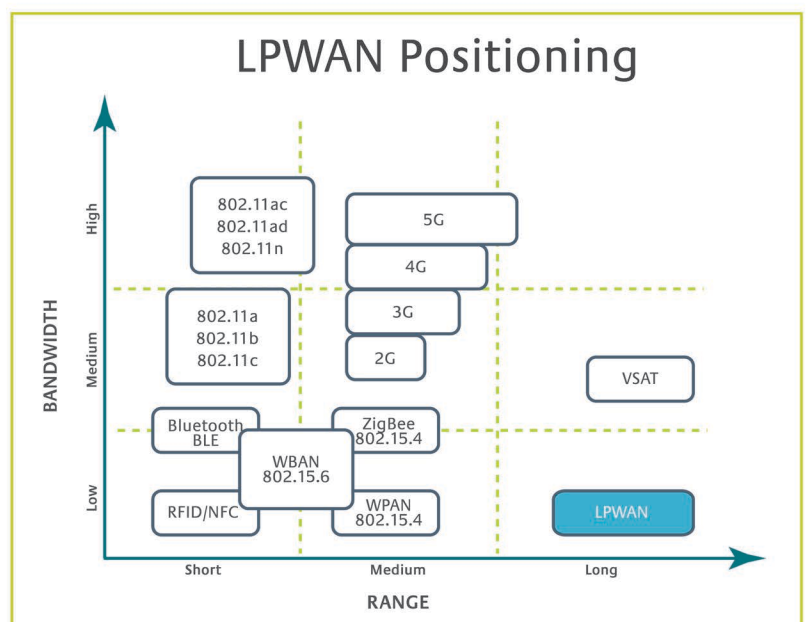 LPWAN Positioning
BANDWIDTH
High
Medium
Low
802.11ac
802.11ad
802.11n
5G
4G
802.11a
802.11b
802.11c
3G
2G
VSAT
Bluetooth
BLE
ZigBee
802.15.4
WBAN
802.15.6
RFID/NFC
WPAN
802.15.4
LPWAN
Short
Medium
Long
RANGE